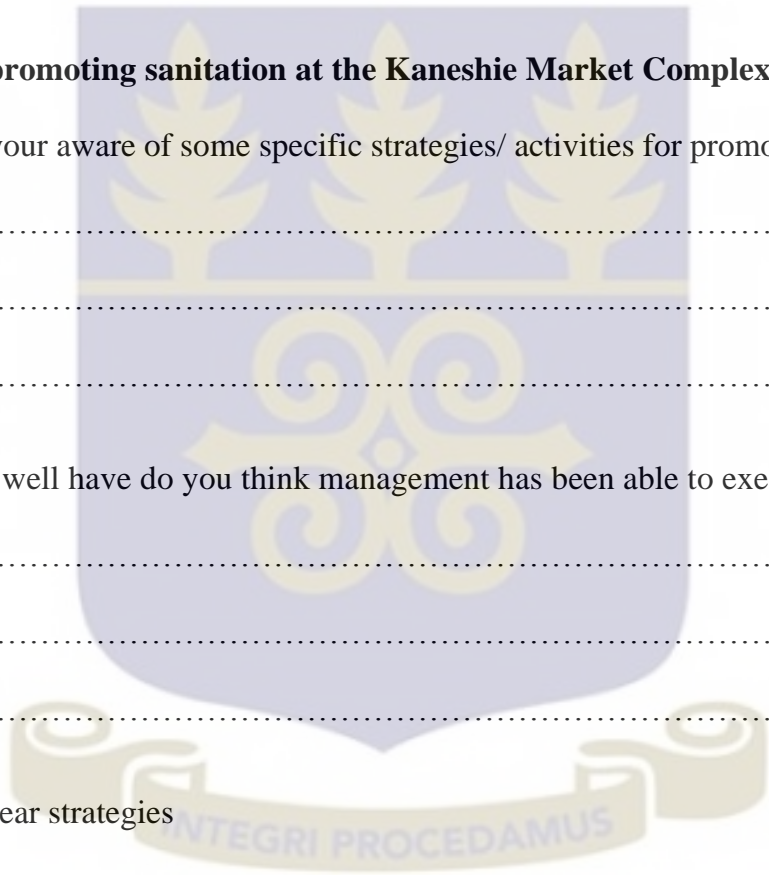 promoting sanitation at the Kaneshie Market Complex
your aware of some specific strategies/ activities for promo
well have do you think management has been able to exe
ear strategies
INTEGRI PROCEDAMUS